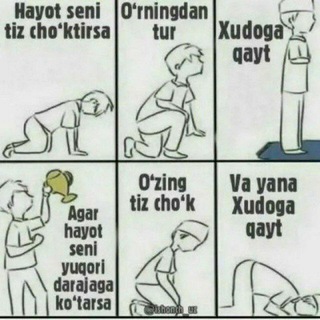 Hayot seni
tiz cho'ktirsa
O'rningdan
tur
Xudoga
qayt
Agar
hayot
seni
yuqori
darajaga
ko'tarsa
O'zing
tiz cho'k
Va yana
Xudoga
qayt